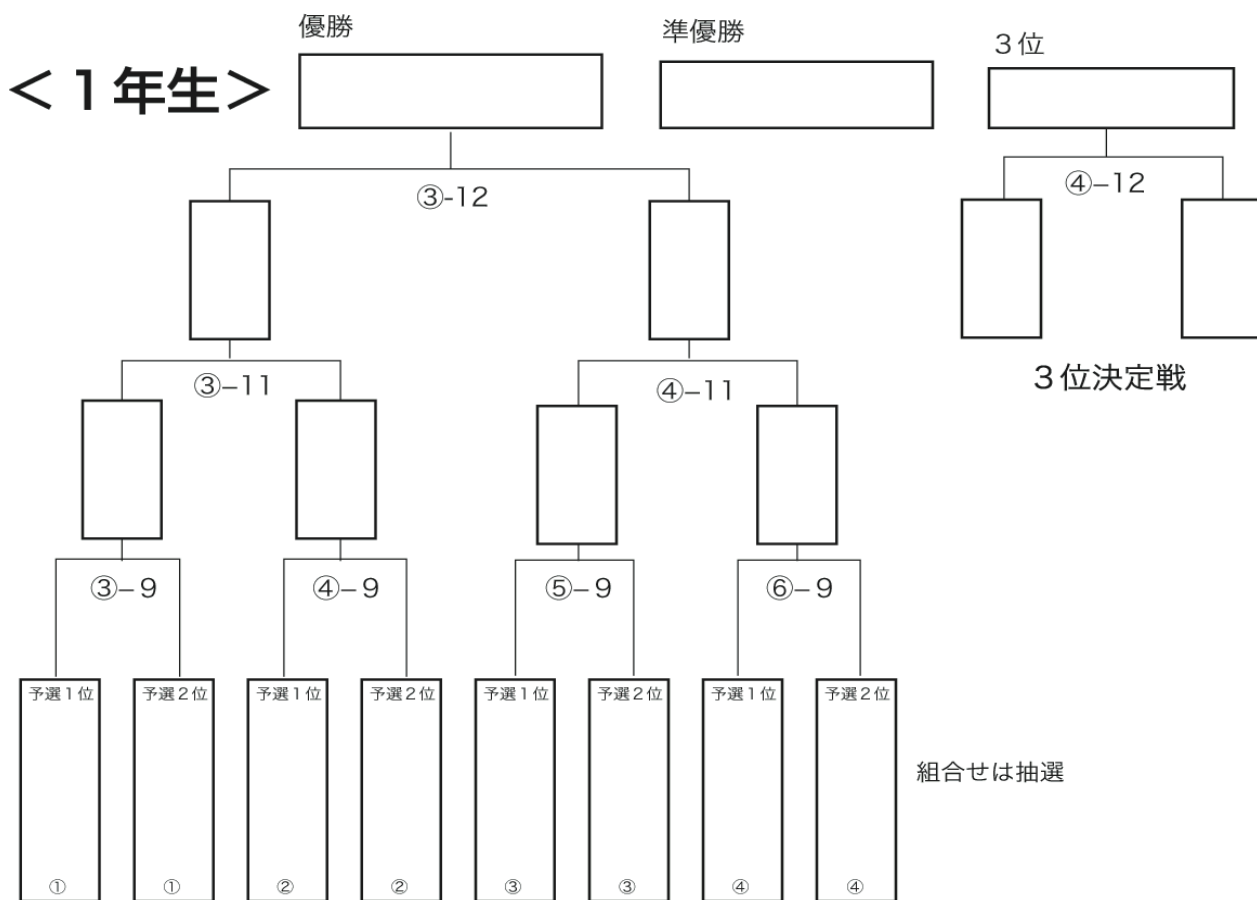 優勝
準優勝
3位
＜1年生＞
③-12
④–12
③–11
④–11
3位決定戦
③–9
④–9
⑤–9
⑥–9
予選1位
予選2位
予選1位
予選2位
予選1位
予選2位
予選1位
予選2位
組合せは抽選
①
①
②
②
③
③
④
④